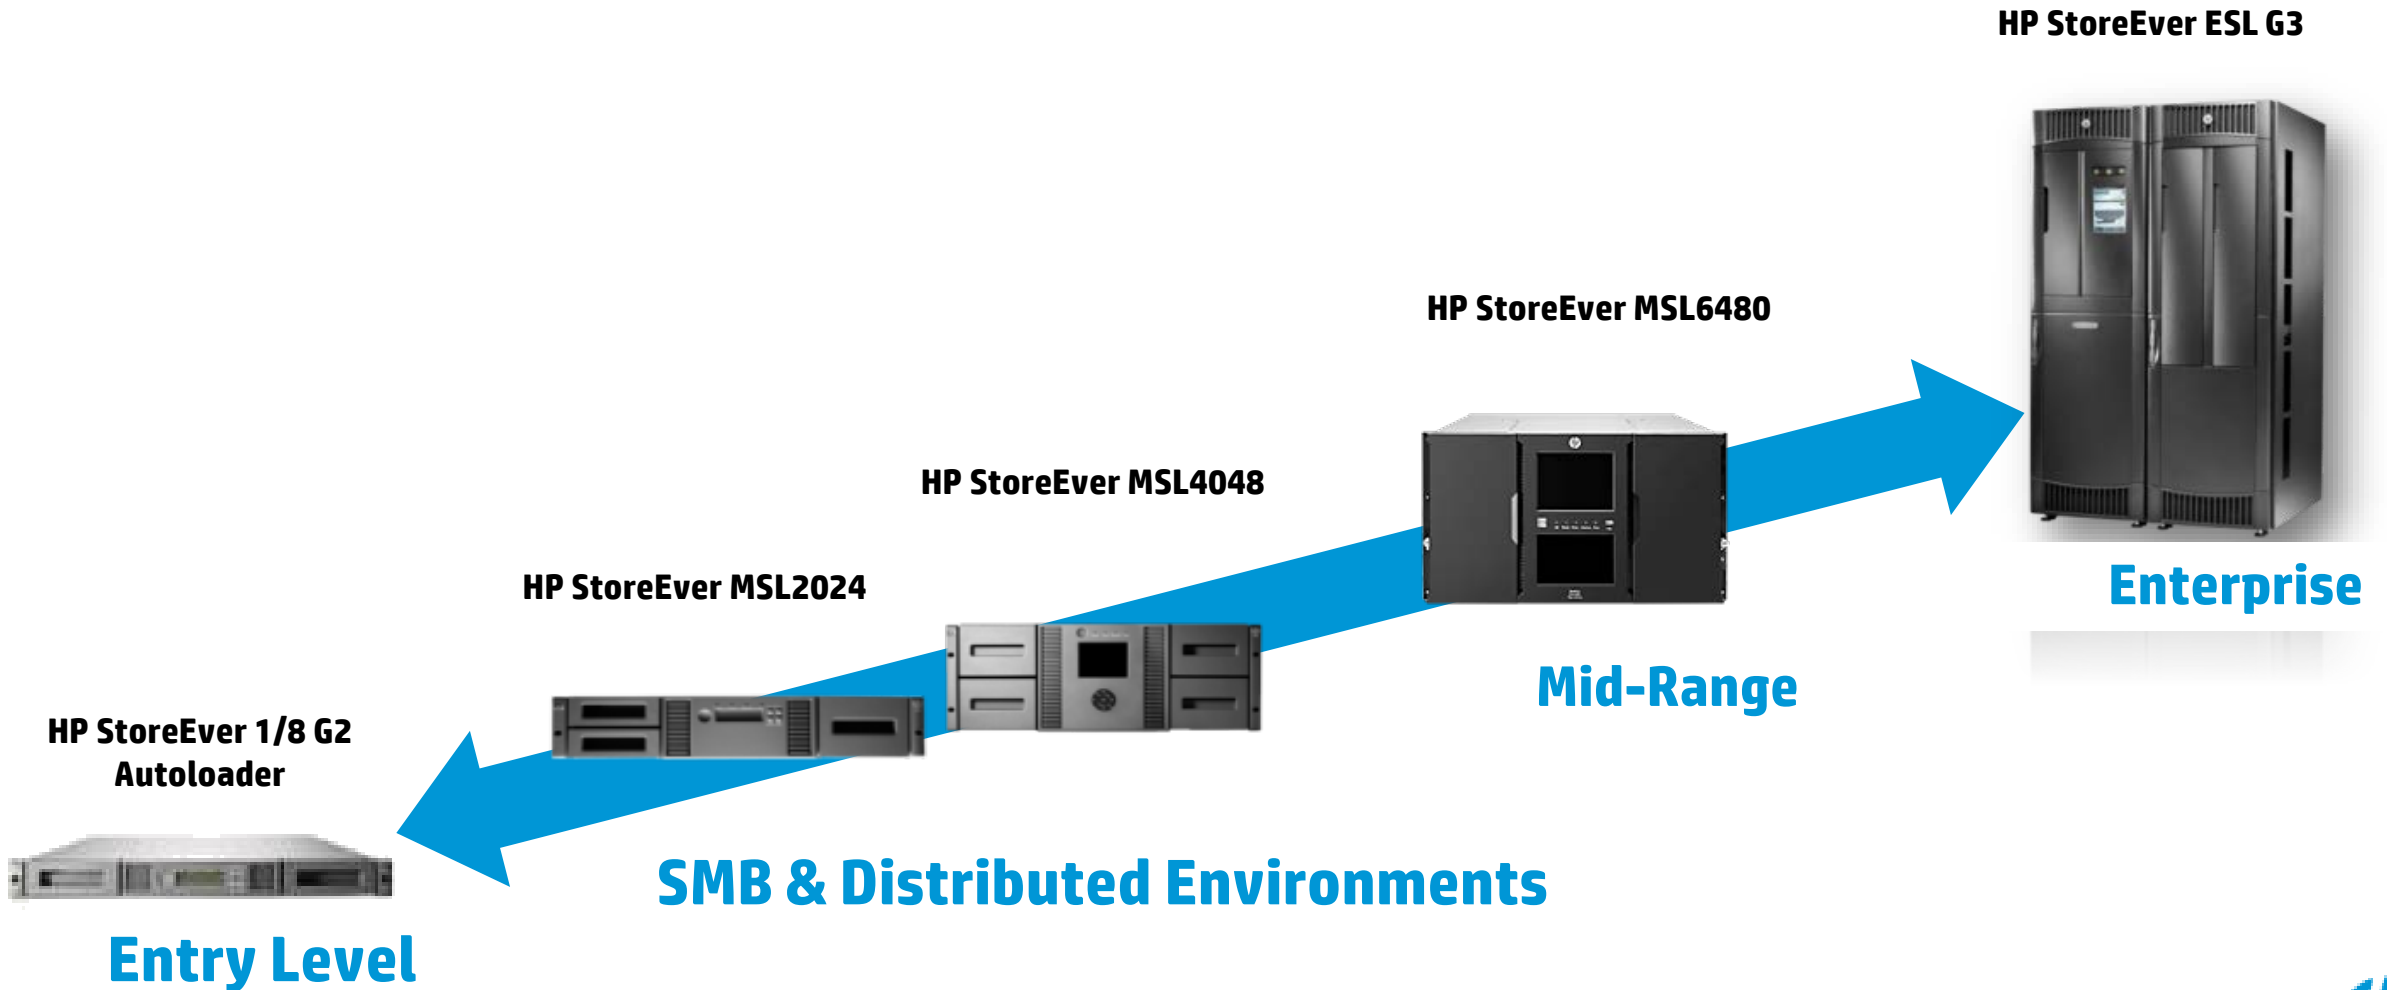 HP StoreEver ESL G3
HP StoreEver MSL6480
HP StoreEver MSL4048
HP StoreEver MSL2024
HP StoreEver 1/8 G2
Autoloader
Enterprise
Mid-Range
SMB & Distributed Environments
Entry Level